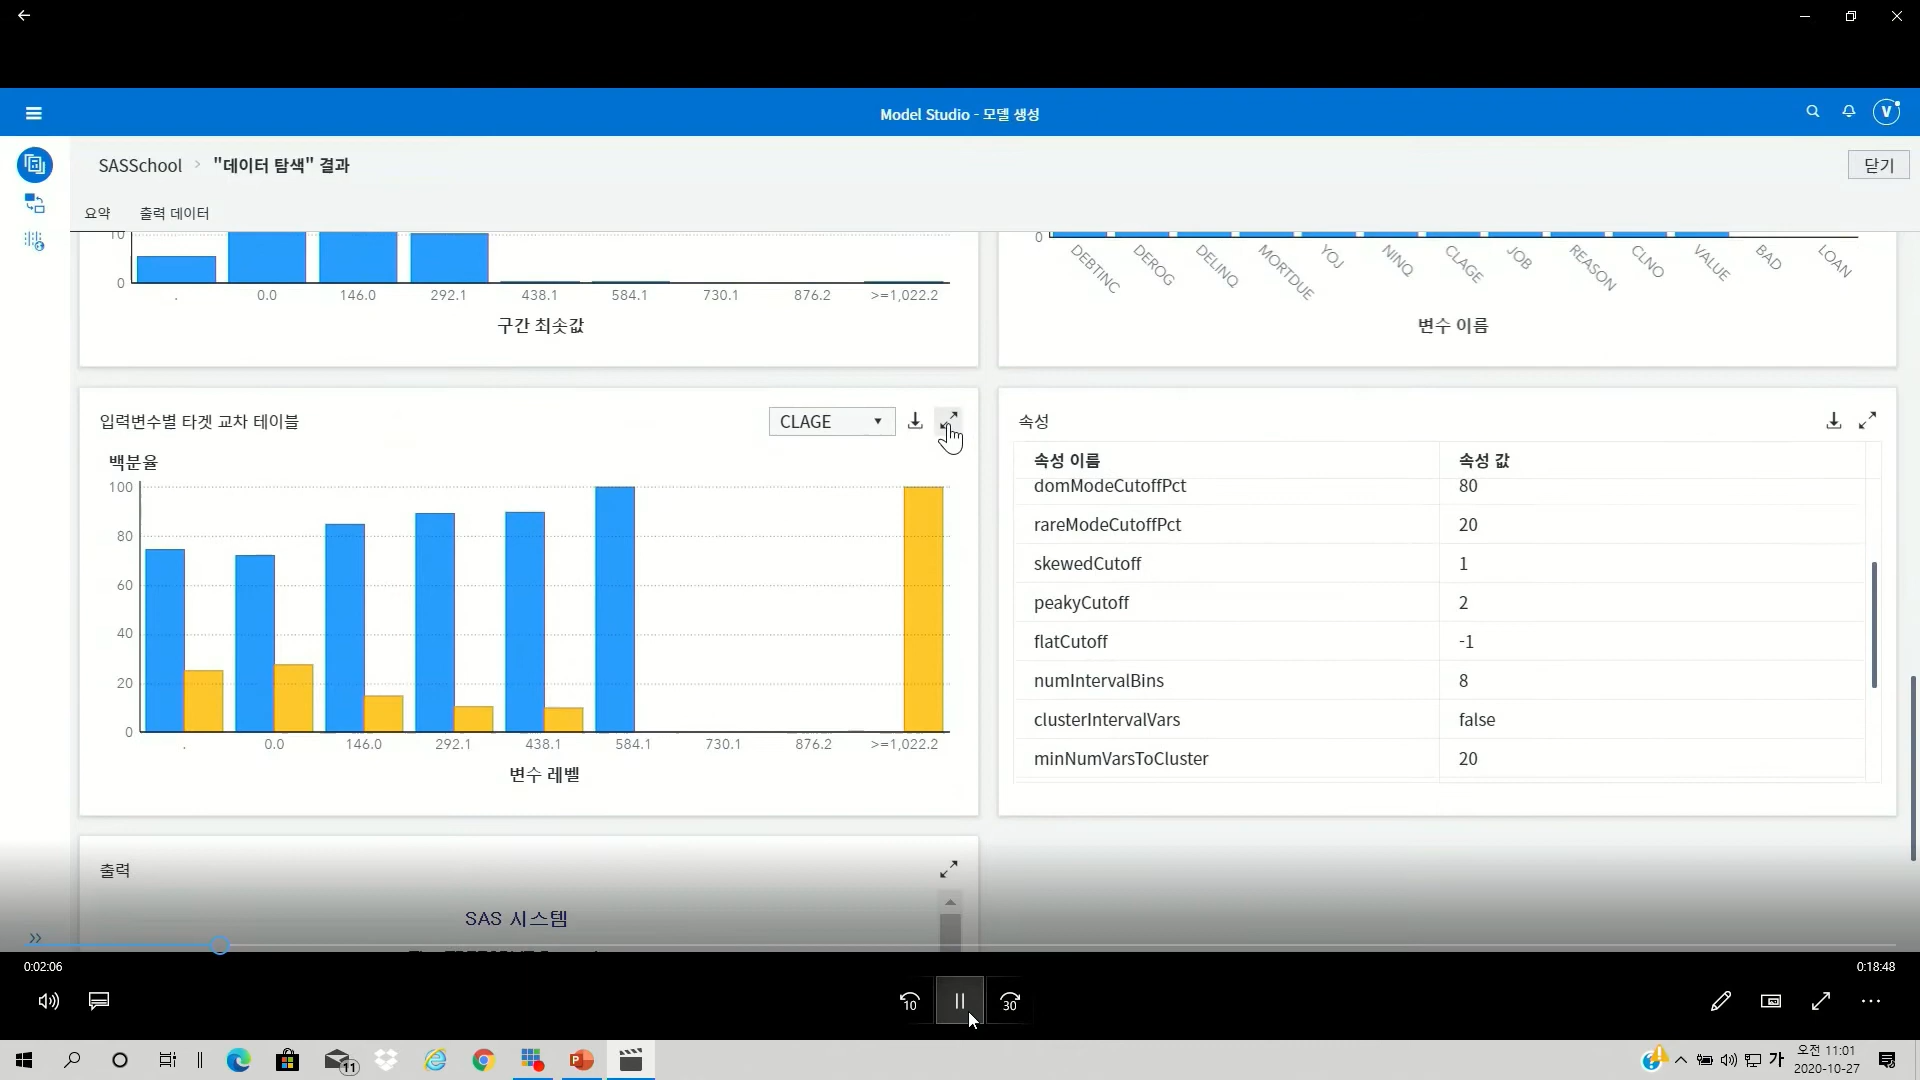 Model Studio - 모델 생성
V
SASSchool > "데이터 탐색" 결과
닫기
요약 출력 데이터
10
0
. 0.0 146.0 292.1 438.1 584.1 730.1 876.2 >=1,022.2
구간 최솟값
0
DEBTINC DEROG DELINQ MORTDUE YOJ NINQ CLAGE JOB REASON CLNO VALUE BAD LOAN
변수 이름
입력변수별 타겟 교차 테이블
CLAGE
백분율
100
80
60
40
20
0
. 0.0 146.0 292.1 438.1 584.1 730.1 876.2 >=1,022.2
변수 레벨
속성
속성 이름 속성 값
domModeCutoffPct 80
rareModeCutoffPct 20
skewedCutoff 1
peakyCutoff 2
flatCutoff -1
numIntervalBins 8
clusterIntervalVars false
minNumVarsToCluster 20
출력
SAS 시스템
0:02:06
0:18:48
10
30
11
가
오전 11:01
2020-10-27